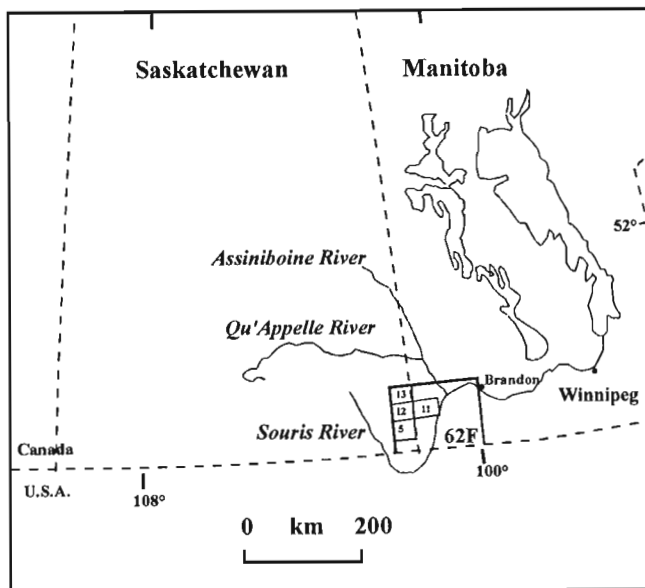 Saskatchewan Manitoba
52°
Assiniboine River
Qu'Appelle River
Brandon
Winnipeg
13
12 11
5
Souris River
62F
Canada
U.S.A.
108°
100°
0 km 200